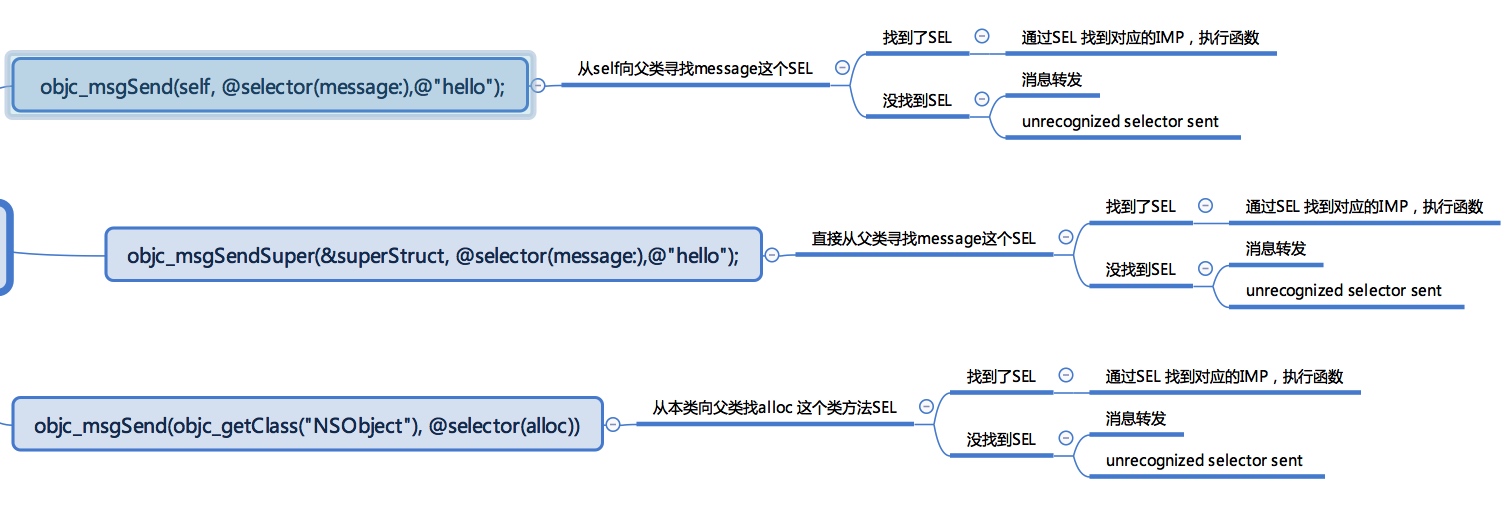 objc_msgSend(self, @selector(message:),@"hello");
从self向父类寻找message这个SEL
找到了SEL
通过SEL 找到对应的IMP，执行函数
没找到SEL
消息转发
unrecognized selector sent
objc_msgSendSuper(&superStruct, @selector(message:),@"hello");
直接从父类寻找message这个SEL
找到了SEL
通过SEL 找到对应的IMP，执行函数
没找到SEL
消息转发
unrecognized selector sent
objc_msgSend(objc_getClass("NSObject"), @selector(alloc))
从本类向父类找alloc 这个类方法SEL
找到了SEL
通过SEL 找到对应的IMP，执行函数
没找到SEL
消息转发
unrecognized selector sent